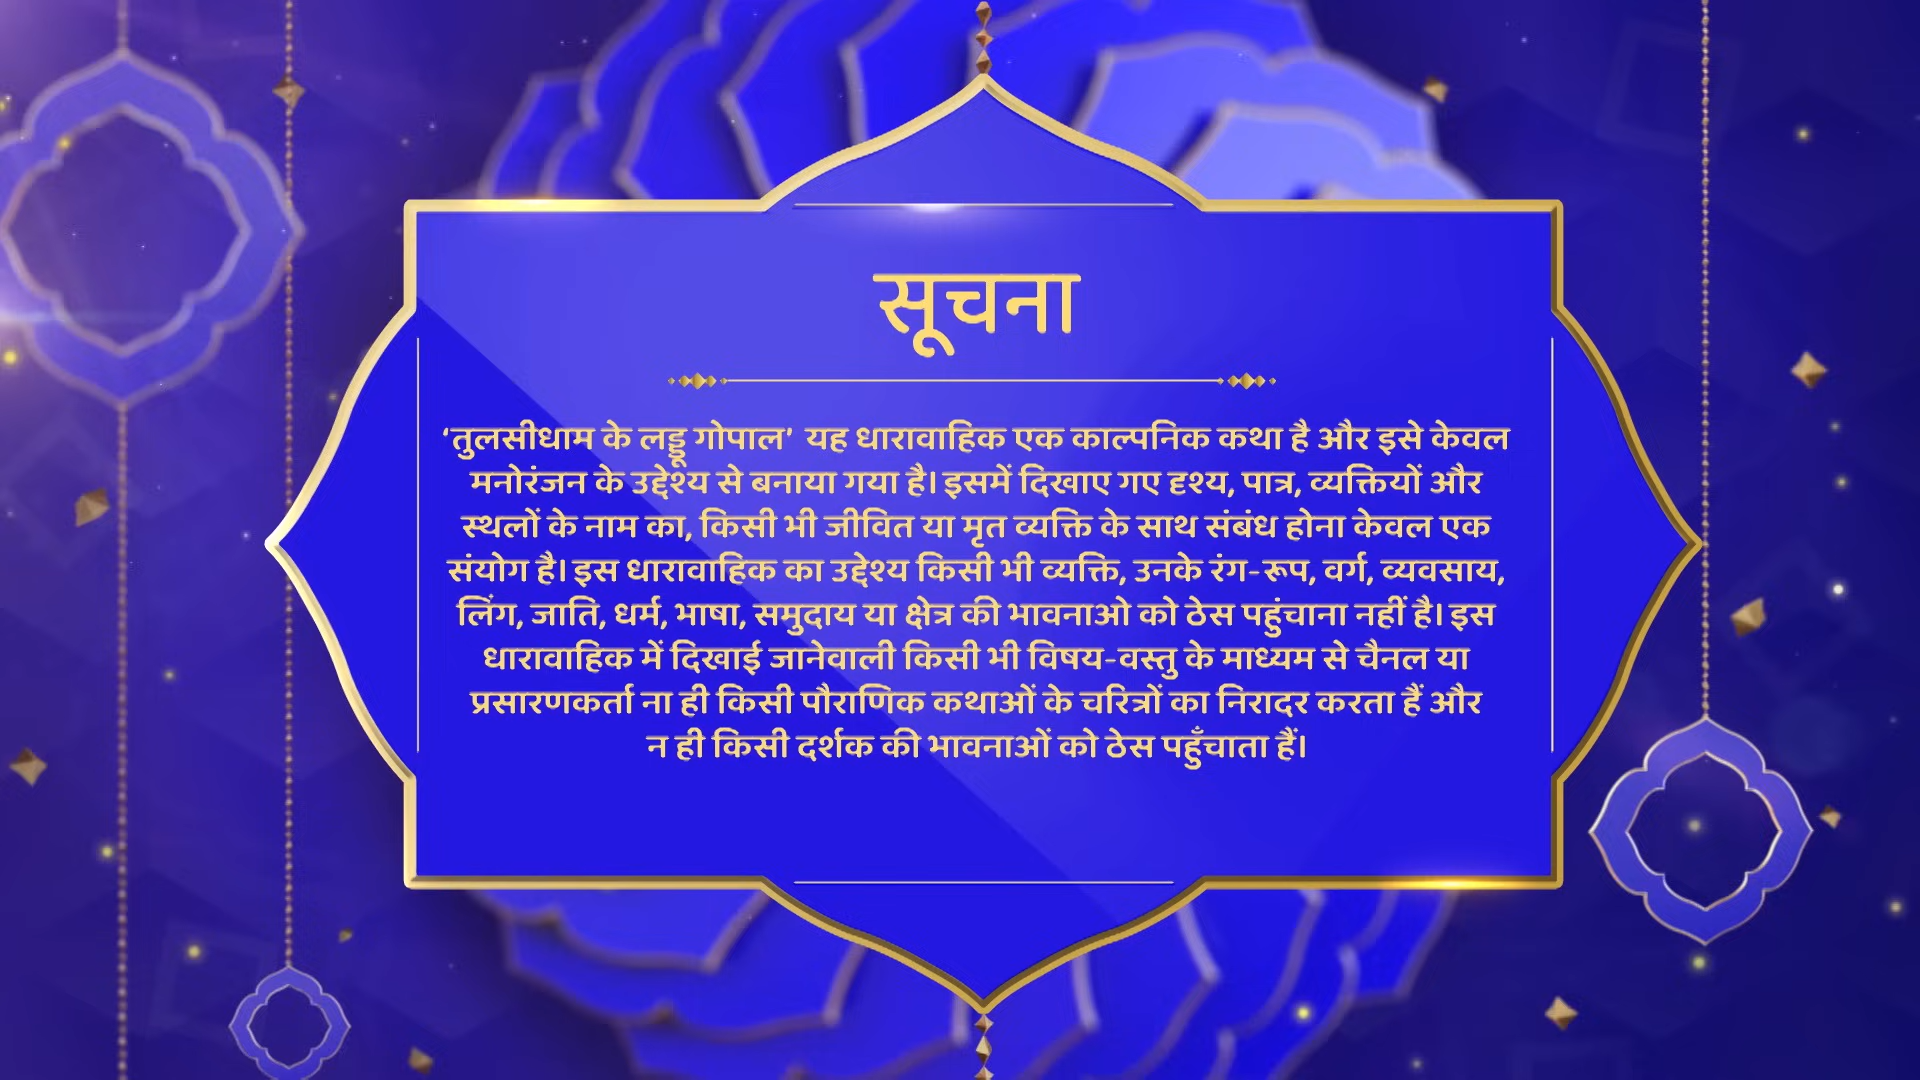 सूचना
‘तुलसीधाम के लड्डू गोपाल’ यह धारावाहिक एक काल्पनिक कथा है और इसे केवल
मनोरंजन के उद्देश्य से बनाया गया है। इसमें दिखाए गए दृश्य, पात्र, व्यक्तियों और
स्थलों के नाम का, किसी भी जीवित या मृत व्यक्ति के साथ संबंध होना केवल एक
संयोग है। इस धारावाहिक का उद्देश्य किसी भी व्यक्ति, उनके रंग-रूप, वर्ग, व्यवसाय,
लिंग, जाति, धर्म, भाषा, समुदाय या क्षेत्र की भावनाओ को ठेस पहुंचाना नहीं है। इस
धारावाहिक में दिखाई जानेवाली किसी भी विषय-वस्तु के माध्यम से चैनल या
प्रसारणकर्ता ना ही किसी पौराणिक कथाओं के चरित्रों का निरादर करता हैं और
न ही किसी दर्शक की भावनाओं को ठेस पहुँचाता हैं।